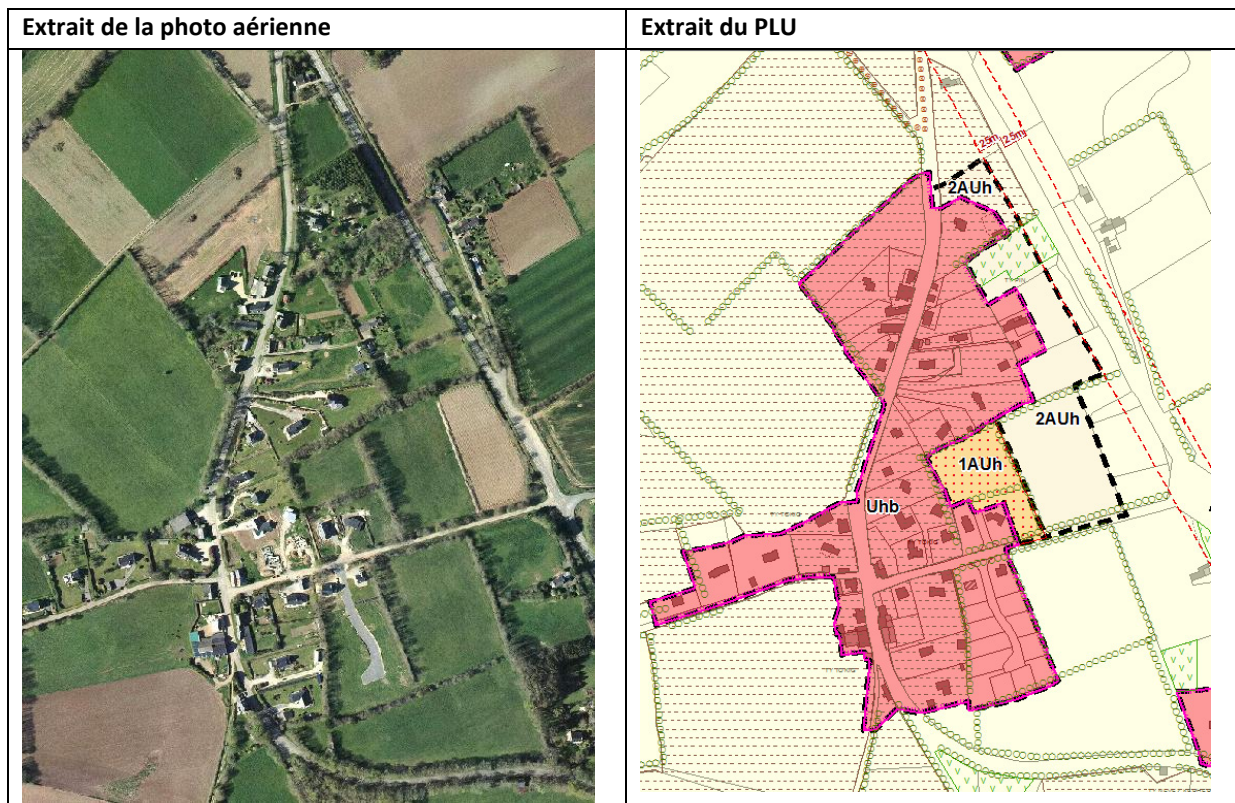 Extrait de la photo aérienne
Extrait du PLU
25m
25m
2AUh
2AUh
1AUh
Uhb